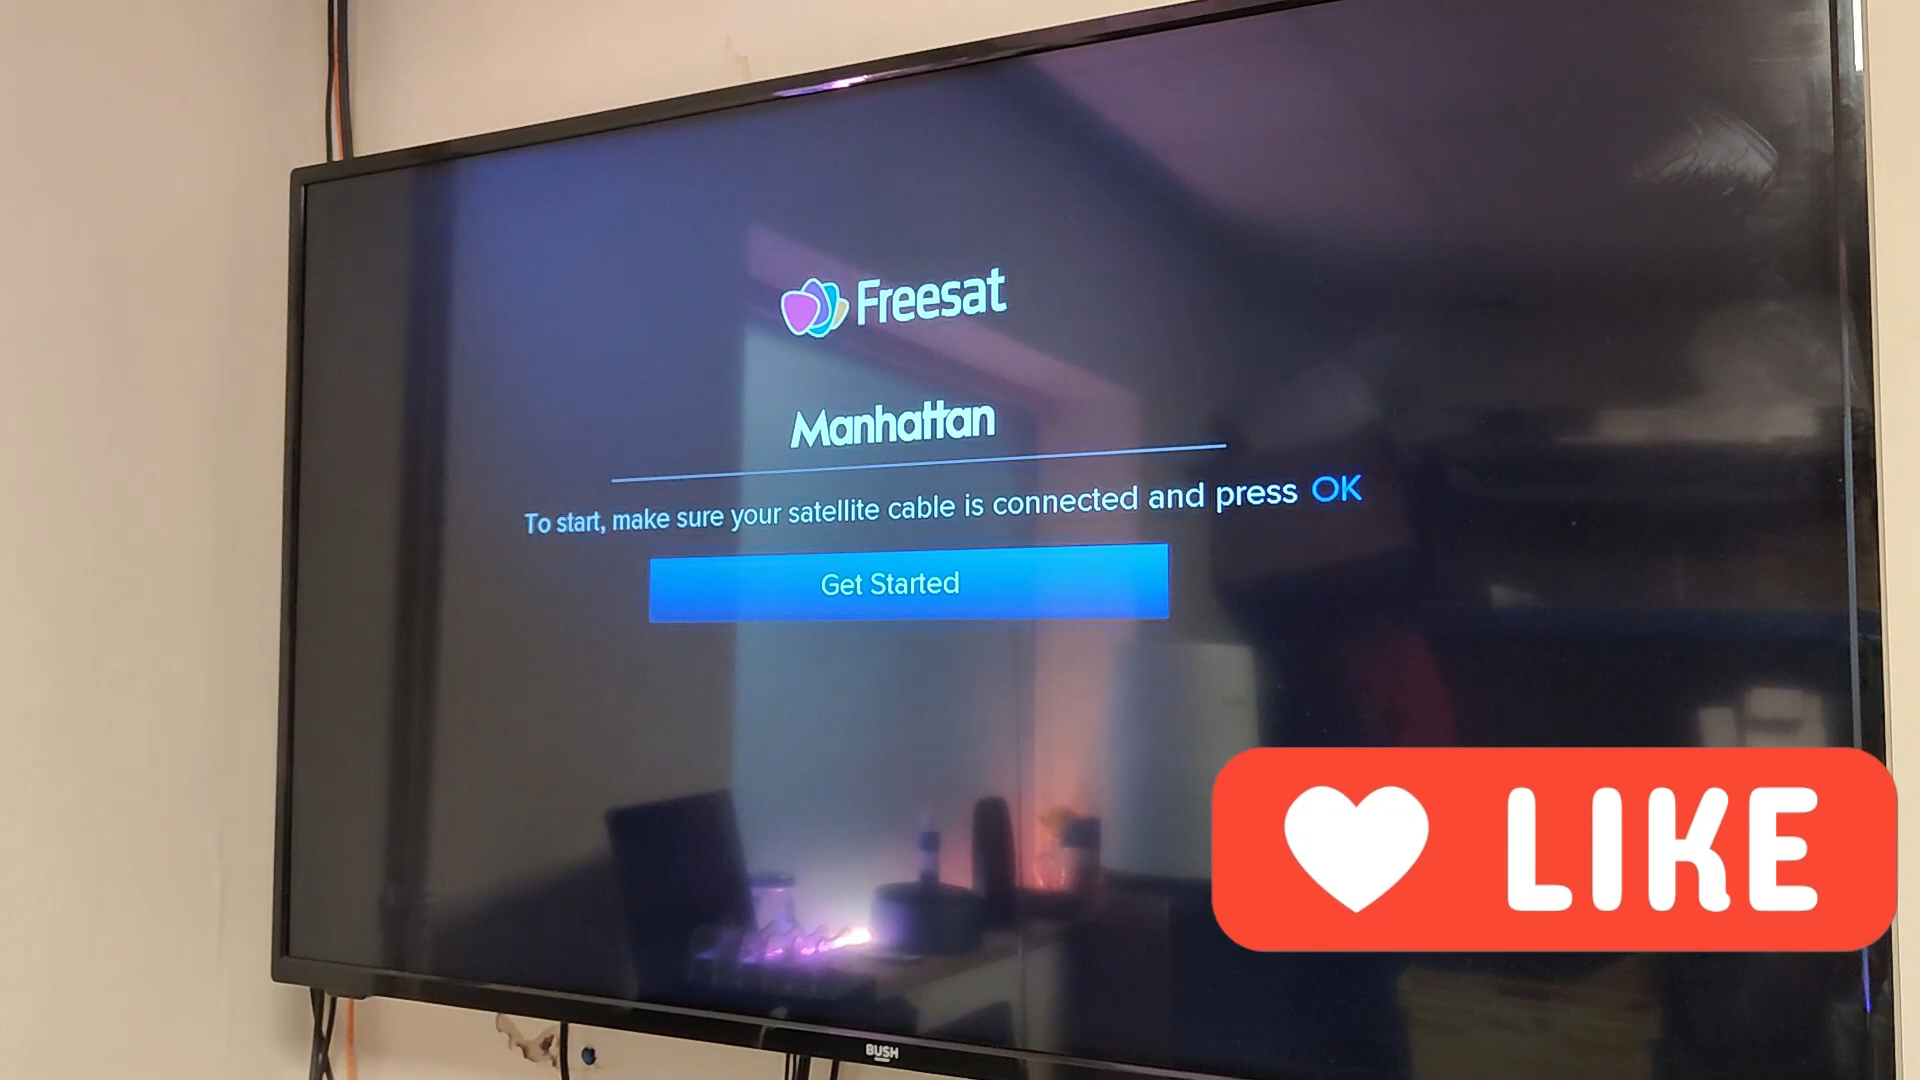 Freesat
Manhattan
To start, make sure your satellite cable is connected and press OK
Get Started
LIKE
BUSH